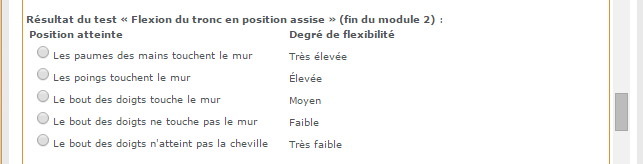 Résultat du test « Flexion du tronc en position assise » (fin du module 2) :
Position atteinte Degré de flexibilité
Les paumes des mains touchent le mur Très élevée
Les poings touchent le mur Élevée
Le bout des doigts touche le mur Moyen
Le bout des doigts ne touche pas le mur Faible
Le bout des doigts n'atteint pas la cheville Très faible